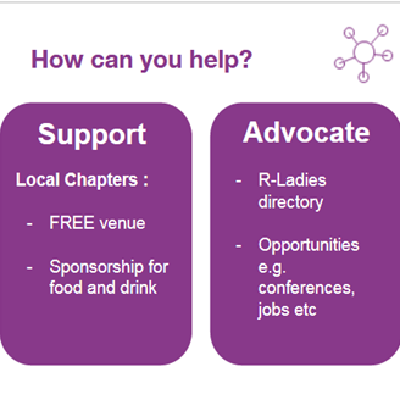 How can you help?
Support
Local Chapters :
- FREE venue
- Sponsorship for
food and drink
Advocate
- R-Ladies
directory
- Opportunities
e.g.
conferences,
jobs etc